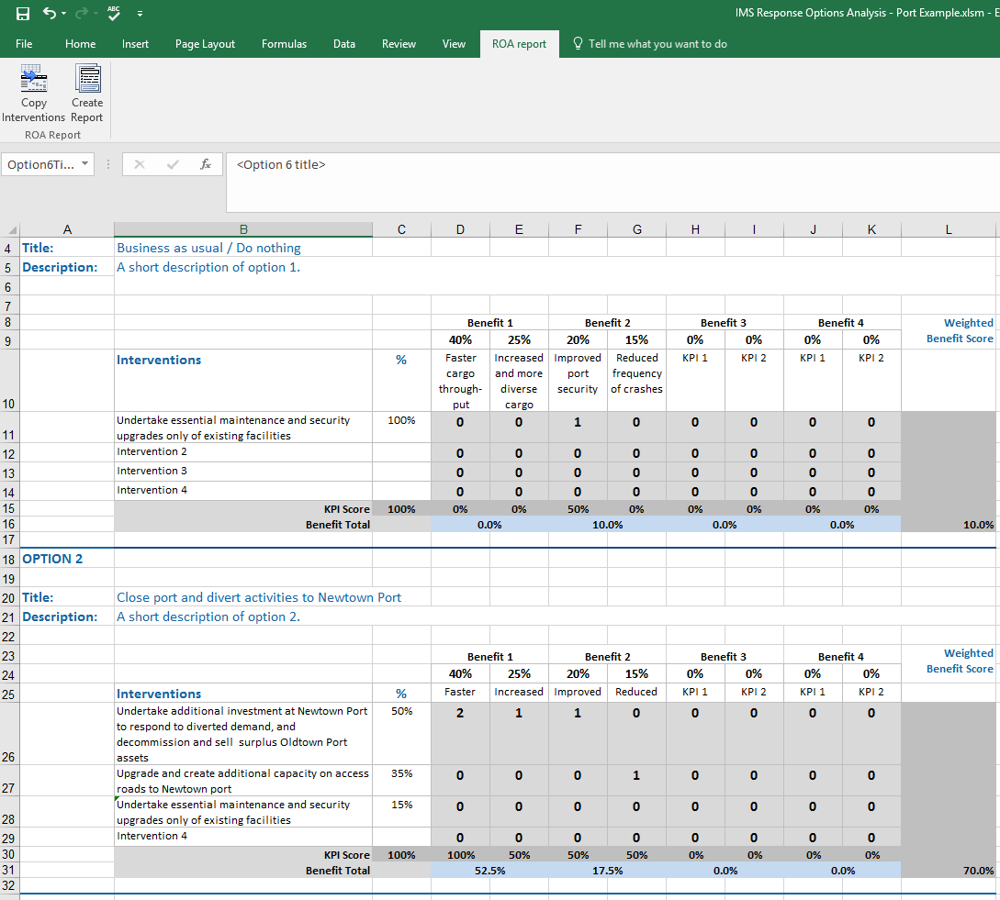 ABC
IMS Response Options Analysis - Port Example.xlsm - E
File Home Insert Page Layout Formulas Data Review View ROA report Tell me what you want to do
Copy Interventions
Create Report
ROA Report
Option6Ti... fx <Option 6 title>
A B C D E F G H I J K L
4 Title: Business as usual / Do nothing
5 Description: A short description of option 1.
6
7
8 Benefit 1 Benefit 2 Benefit 3 Benefit 4 Weighted
9 40% 25% 20% 15% 0% 0% 0% 0% Benefit Score
Interventions % Faster Increased Improved Reduced KPI 1 KPI 2 KPI 1 KPI 2
cargo and more port frequency
through- diverse security of crashes
10 put cargo
Undertake essential maintenance and security 100% 0 0 1 0 0 0 0 0
11 upgrades only of existing facilities
12 Intervention 2 0 0 0 0 0 0 0 0
13 Intervention 3 0 0 0 0 0 0 0 0
14 Intervention 4 0 0 0 0 0 0 0 0
15 KPI Score 100% 0% 0% 50% 0% 0% 0% 0% 0%
16 Benefit Total 0.0% 10.0% 0.0% 0.0% 10.0%
17
18 OPTION 2
19
20 Title: Close port and divert activities to Newtown Port
21 Description: A short description of option 2.
22
23 Benefit 1 Benefit 2 Benefit 3 Benefit 4 Weighted
24 40% 25% 20% 15% 0% 0% 0% 0% Benefit Score
25 Interventions % Faster Increased Improved Reduced KPI 1 KPI 2 KPI 1 KPI 2
Undertake additional investment at Newtown Port 50% 2 1 1 0 0 0 0 0
to respond to diverted demand, and
decommission and sell surplus Oldtown Port
26 assets
Upgrade and create additional capacity on access 35% 0 0 0 1 0 0 0 0
27 roads to Newtown port
Undertake essential maintenance and security 15% 0 0 0 0 0 0 0 0
28 upgrades only of existing facilities
29 Intervention 4 0 0 0 0 0 0 0 0
30 KPI Score 100% 100% 50% 50% 50% 0% 0% 0% 0%
31 Benefit Total 52.5% 17.5% 0.0% 0.0% 70.0%
32